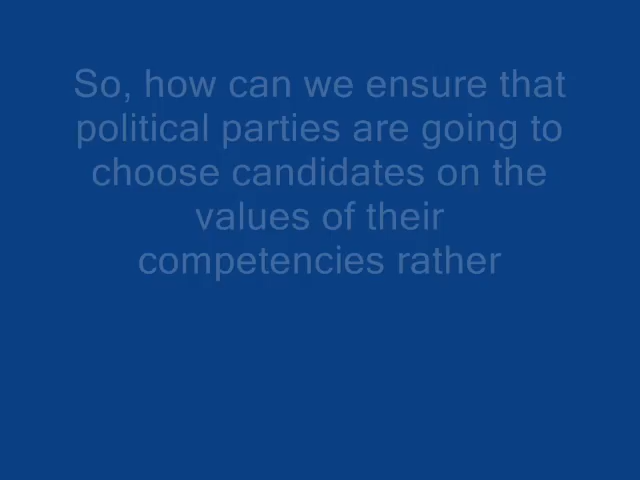 So, how can we ensure that
political parties are going to
choose candidates on the
values of their
competencies rather